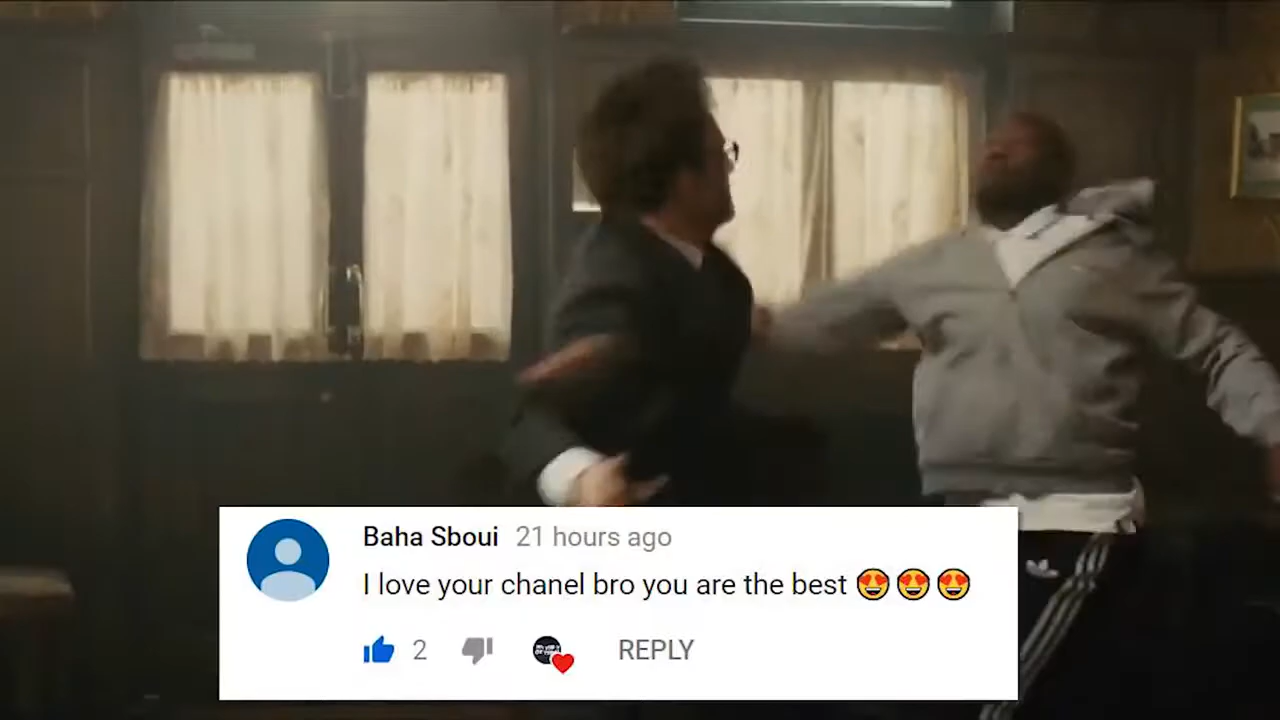 Baha Sboui 21 hours ago
I love your chanel bro you are the best 😍😍😍
2
REPLY